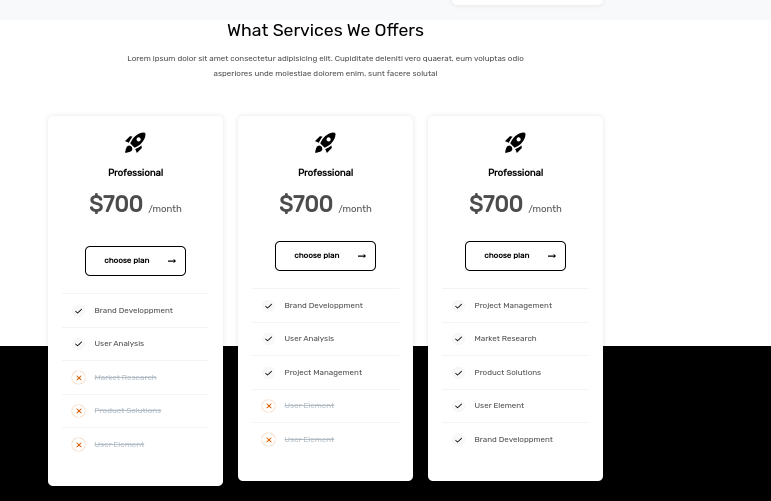 What Services We Offers
Lorem ipsum dolor sit amet consectetur adipisicing elit. Cupiditate deleniti vero quaerat, eum voluptas odio
asperiores unde molestiae dolorem enim, sunt facere soluta!
Professional
$700 /month
choose plan
Brand Developpment
User Analysis
Market Research
Product Solutions
User Element
Professional
$700 /month
choose plan
Brand Developpment
User Analysis
Project Management
User Element
User Element
Professional
$700 /month
choose plan
Project Management
Market Research
Product Solutions
User Element
Brand Developpment